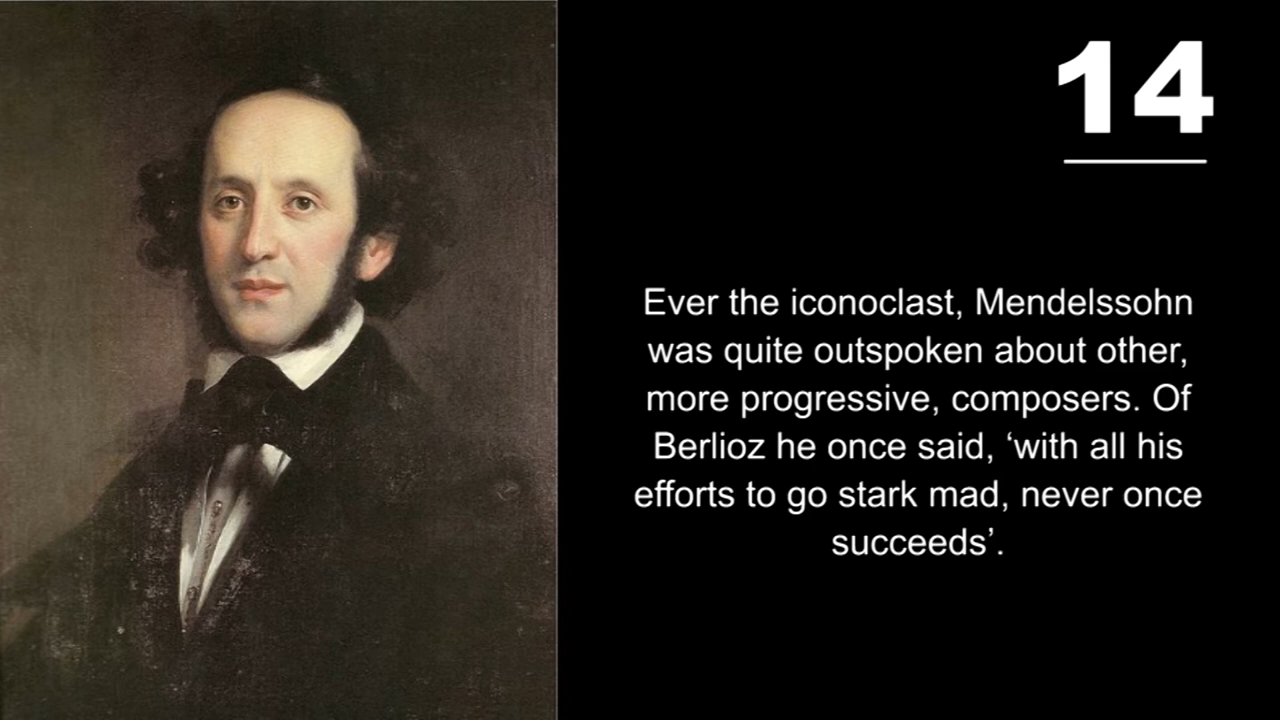 14
Ever the iconoclast, Mendelssohn
was quite outspoken about other,
more progressive, composers. Of
Berlioz he once said, ‘with all his
efforts to go stark mad, never once
succeeds’.